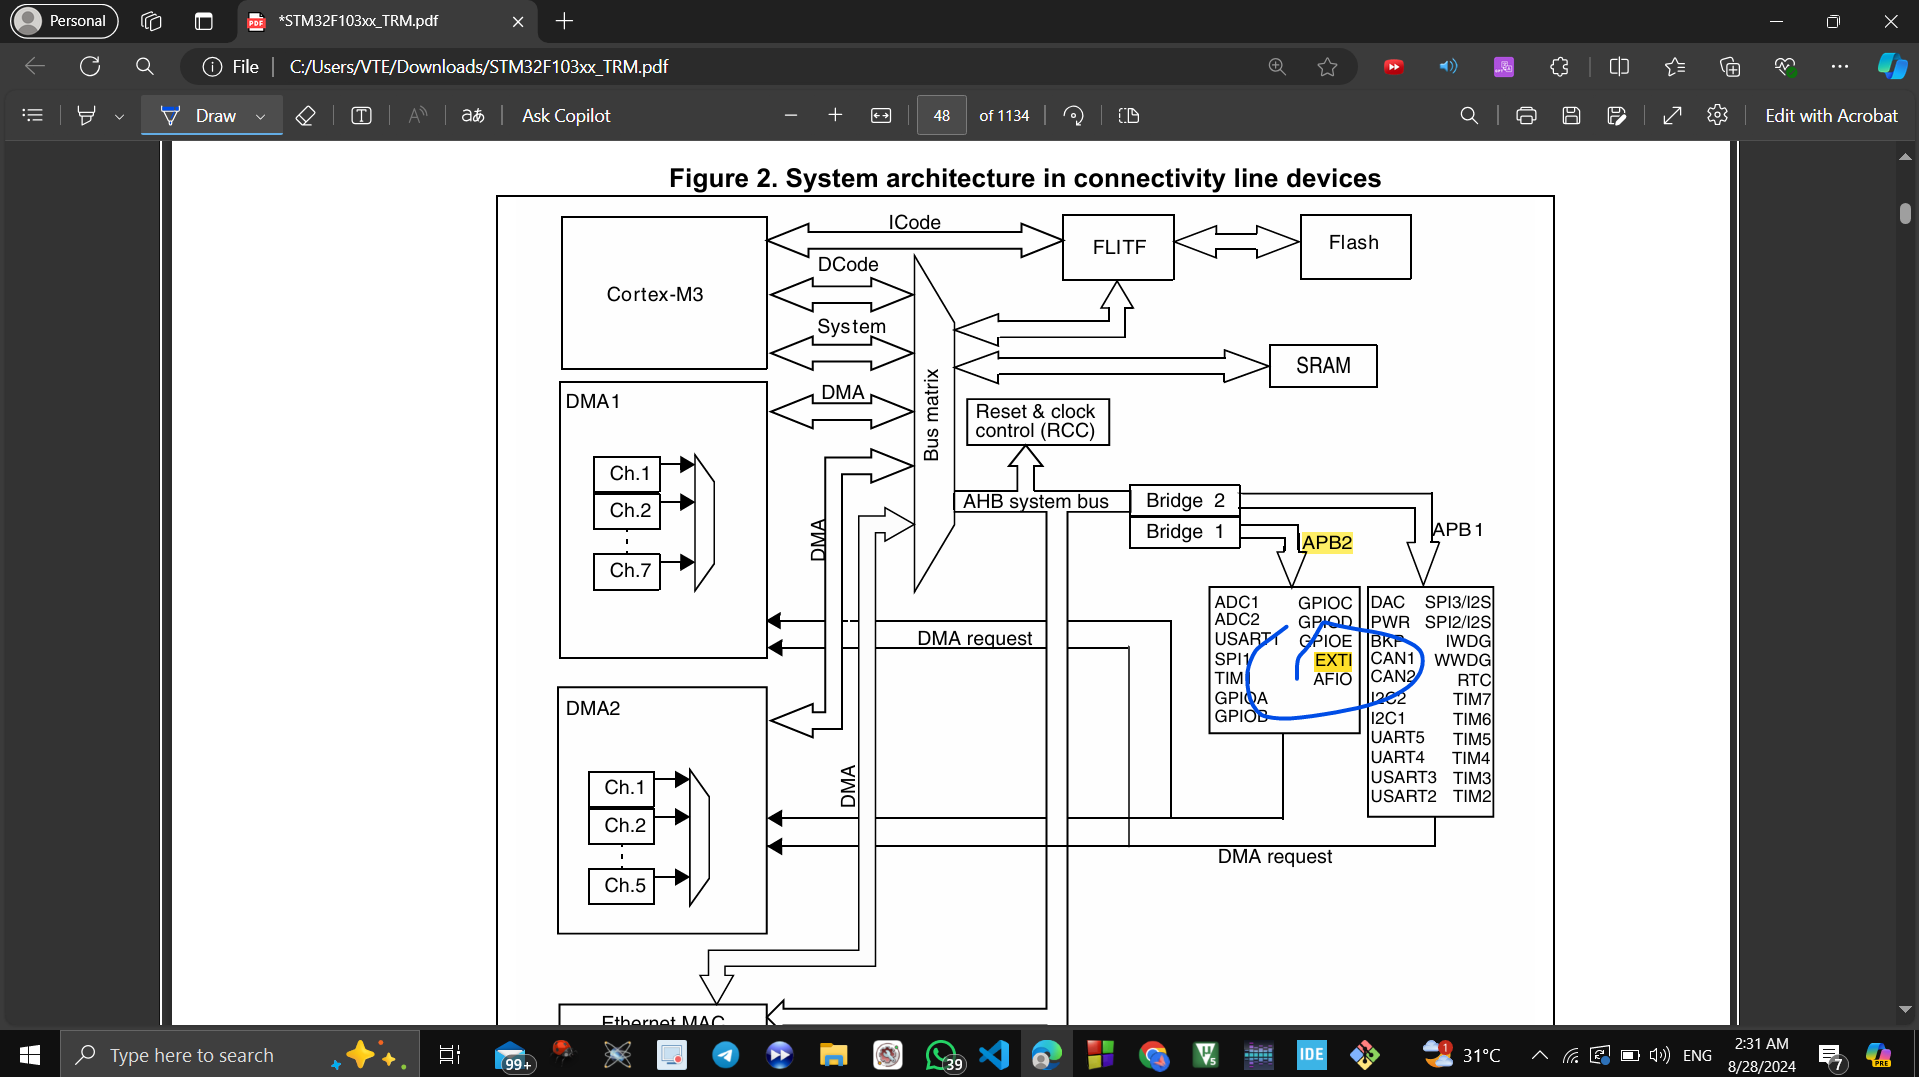 Personal
*STM32F103xx_TRM.pdf
File
C:/Users/VTE/Downloads/STM32F103xx_TRM.pdf
Draw
Ask Copilot
48
of 1134
Edit with Acrobat
Figure 2. System architecture in connectivity line devices
ICode
FLITF
Flash
DCode
Cortex-M3
System
SRAM
DMA1
DMA
Bus matrix
Reset & clock
control (RCC)
Ch.1
Ch.2
Ch.7
DMA
AHB system bus
Bridge 2
Bridge 1
APB2
APB1
ADC1
ADC2
USART1
SPI1
TIM
GPIOA
GPIOB
GPIOC
GPIOD
GPIOE
EXTI
AFIO
DAC
PWR
BKP
CAN1
CAN2
I2C2
I2C1
UART5
UART4
USART3
USART2
SPI3/I2S
SPI2/I2S
IWDG
WWDG
RTC
TIM7
TIM6
TIM5
TIM4
TIM3
TIM2
DMA request
DMA2
DMA
Ch.1
Ch.2
Ch.5
DMA request
Ethernet MAC
Type here to search
99+
39
IDE
31°C
ENG
2:31 AM
8/28/2024
7
PRE